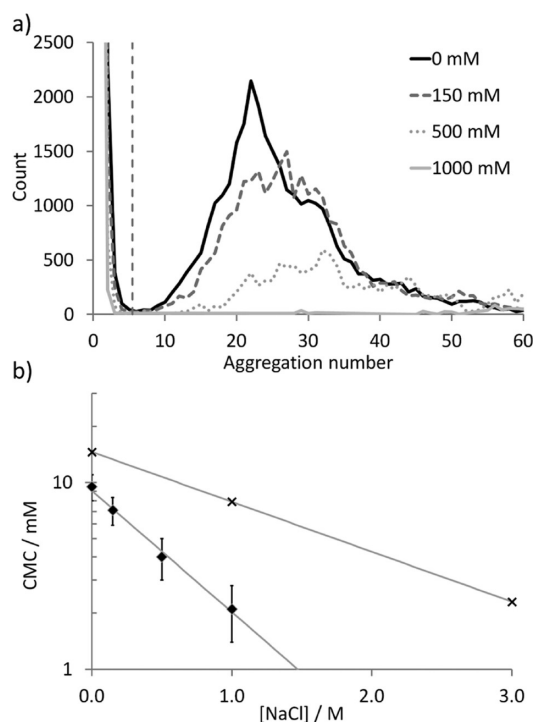 a)
2500
2000
1500
1000
500
0
Count
0 mM
150 mM
500 mM
1000 mM
0 10 20 30 40 50 60
Aggregation number
b)
10
1
CMC / mM
0.0 1.0 2.0 3.0
[NaCl] / M